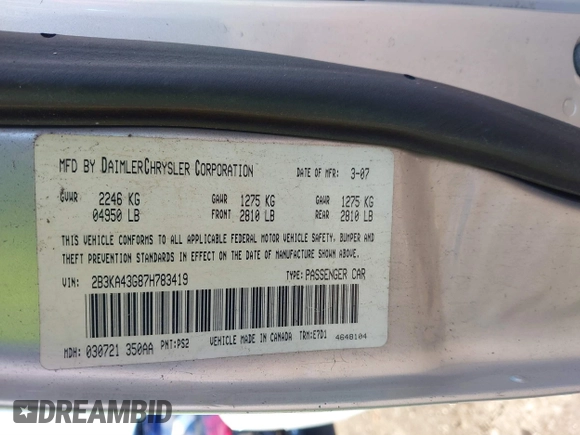 MFD BY DAIMLERCHRYSLER CORPORATION DATE OF MFR: 3-07
GVWR 2246 KG GAWR 1275 KG GAWR 1275 KG
04950 LB FRONT 2810 LB REAR 2810 LB
THIS VEHICLE CONFORMS TO ALL APPLICABLE FEDERAL MOTOR VEHICLE SAFETY, BUMPER AND
THEFT PREVENTION STANDARDS IN EFFECT ON THE DATE OF MANUFACTURE SHOWN ABOVE.
VIN: 2B3KA43G87H783419 TYPE: PASSENGER CAR
MDH: 030721 350AA PNT: PS2 VEHICLE MADE IN CANADA TRM: E7D1 4648104
DREAMBID